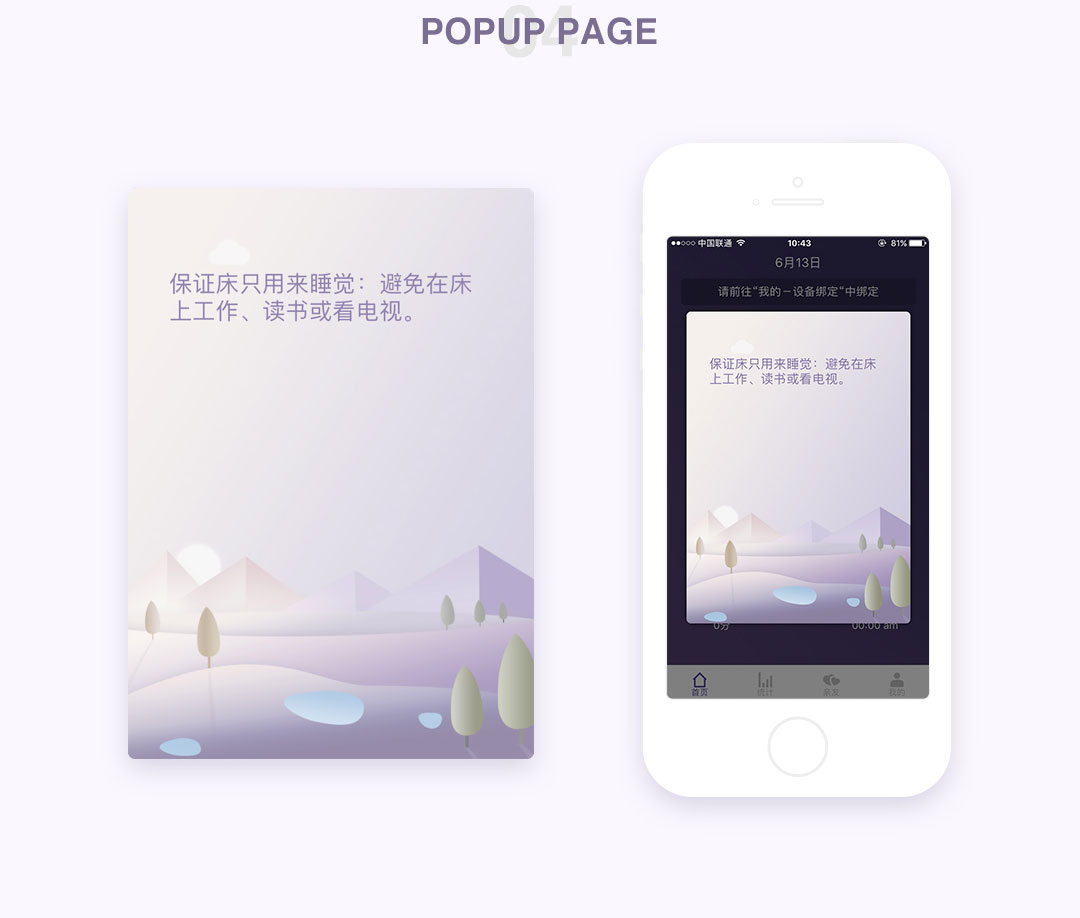 04
POPUP PAGE
保证床只用来睡觉：避免在床
上工作、读书或看电视。
中国联通
10:43
81%
6月13日
请前往“我的－设备绑定“中绑定
保证床只用来睡觉：避免在床
上工作、读书或看电视。
0分
00:00 am
首页
统计
亲友
我的